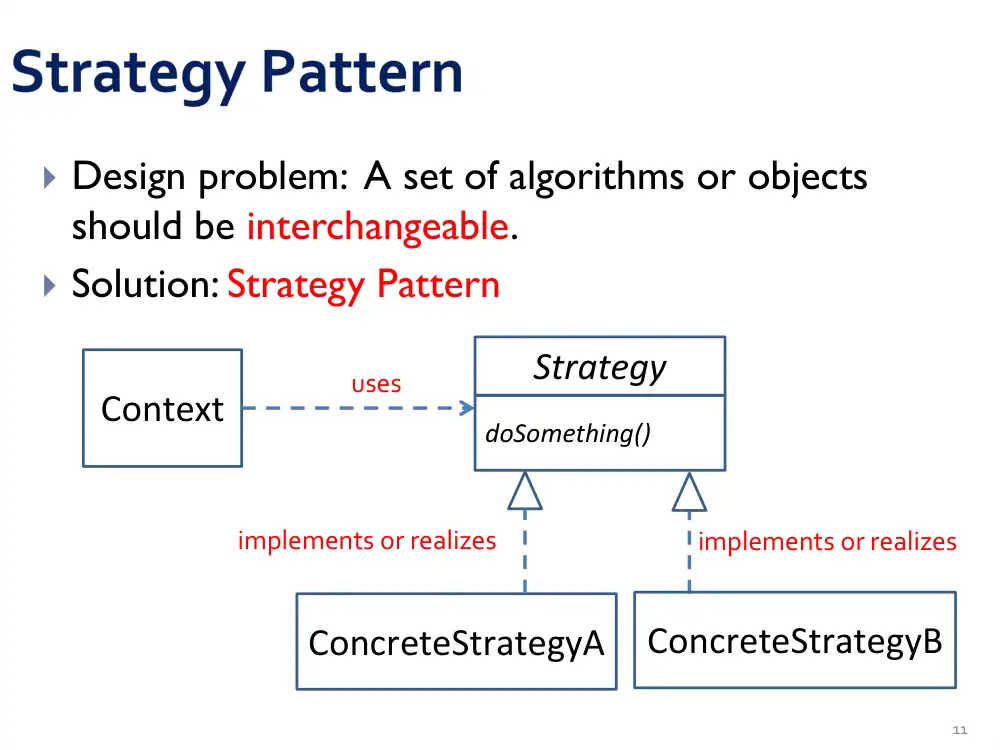 Strategy Pattern
Design problem: A set of algorithms or objects
should be interchangeable.
Solution: Strategy Pattern
Context
uses
Strategy
doSomething()
implements or realizes
implements or realizes
ConcreteStrategyA
ConcreteStrategyB
11